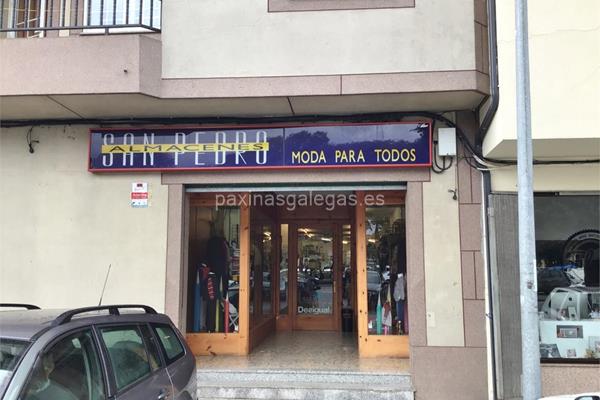 SAN PEDRO
ALMACENES
MODA PARA TODOS
paxinasgalegas.es
Desigual